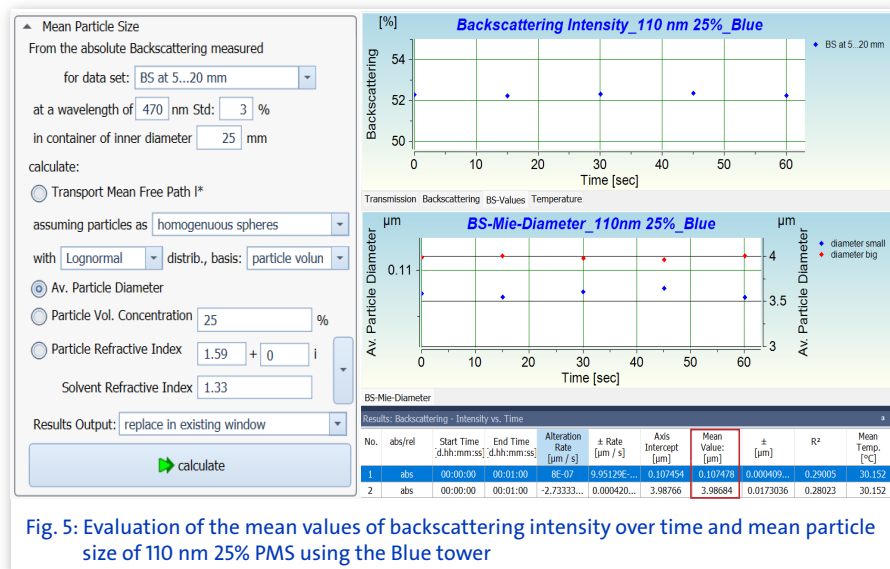 Mean Particle Size
From the absolute Backscattering measured
for data set: BS at 5...20 mm
at a wavelength of 470 nm Std: 3 %
in container of inner diameter 25 mm
calculate:
Transport Mean Free Path l*
assuming particles as homogenuous spheres
with Lognormal distrib., basis: particle volun
Av. Particle Diameter
Particle Vol. Concentration 25 %
Particle Refractive Index 1.59 + 0 i
Solvent Refractive Index 1.33
Results Output: replace in existing window
calculate
[%]
Backscattering Intensity_110 nm 25%_Blue
BS at 5...20 mm
Backscattering
54
52
50
0 10 20 30 40 50 60
Time [sec]
Transmission Backscattering BS-Values Temperature
µm BS-Mie-Diameter_110nm 25%_Blue µm
diameter small
diameter big
Av. Particle Diameter
0.11
4
3.5
3
Av. Particle Diameter
0 10 20 30 40 50 60
Time [sec]
BS-Mie-Diameter
Results: Backscattering - Intensity vs. Time
No. abs/rel Start Time [d.hh:mm:ss] End Time [d.hh:mm:ss] Alteration Rate [µm / s] ± Rate [µm / s] Axis Intercept [µm] Mean Value: [µm] ± [µm] R² Mean Temp. [°C]
1 abs 00:00:00 00:01:00 8E-07 9.95129E-... 0.107454 0.107478 0.000409... 0.29005 30.152
2 abs 00:00:00 00:01:00 -2.73333... 0.000420... 3.98766 3.98684 0.0173036 0.28023 30.152
Fig. 5: Evaluation of the mean values of backscattering intensity over time and mean particle
size of 110 nm 25% PMS using the Blue tower